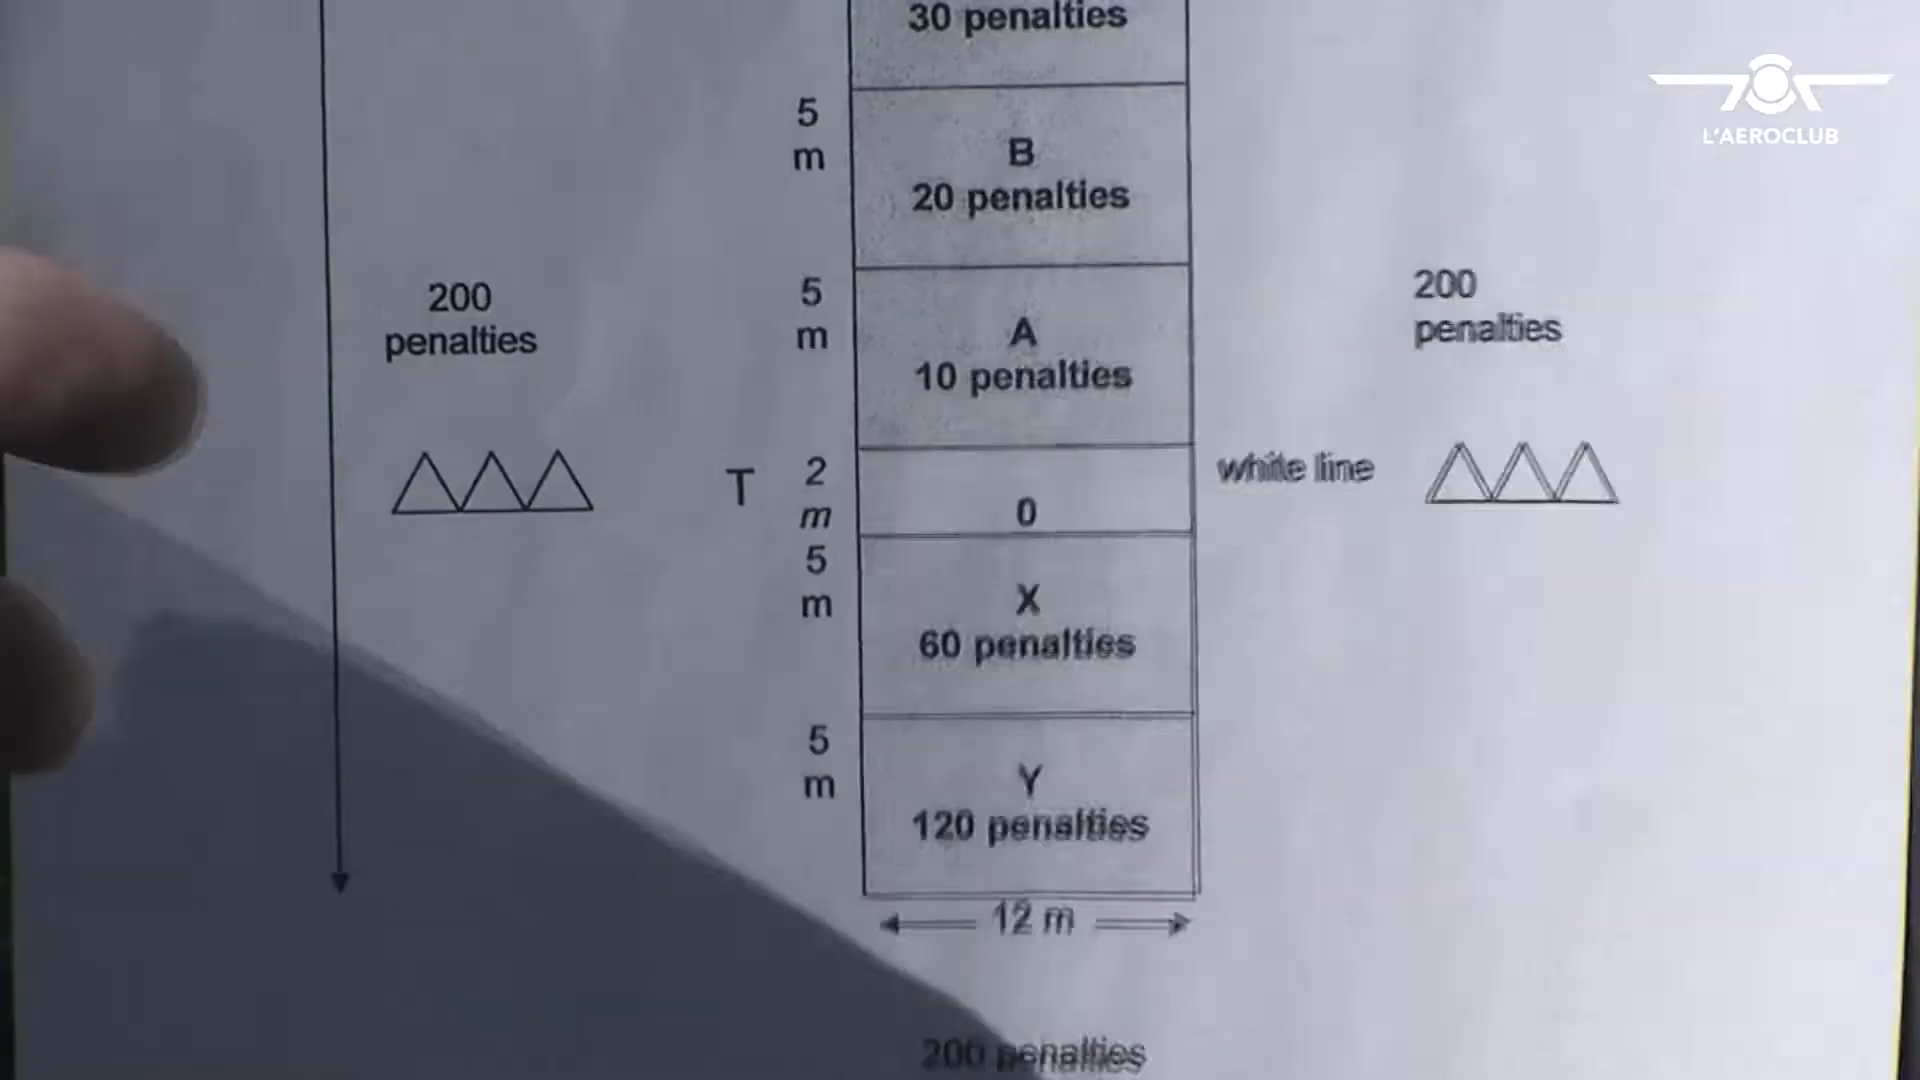 30 penalties
L'AEROCLUB
5
m
B
20 penalties
200
penalties
5
m
A
10 penalties
200
penalties
T
2
m
0
white line
5
m
X
60 penalties
5
m
Y
120 penalties
12 m
200 penalties